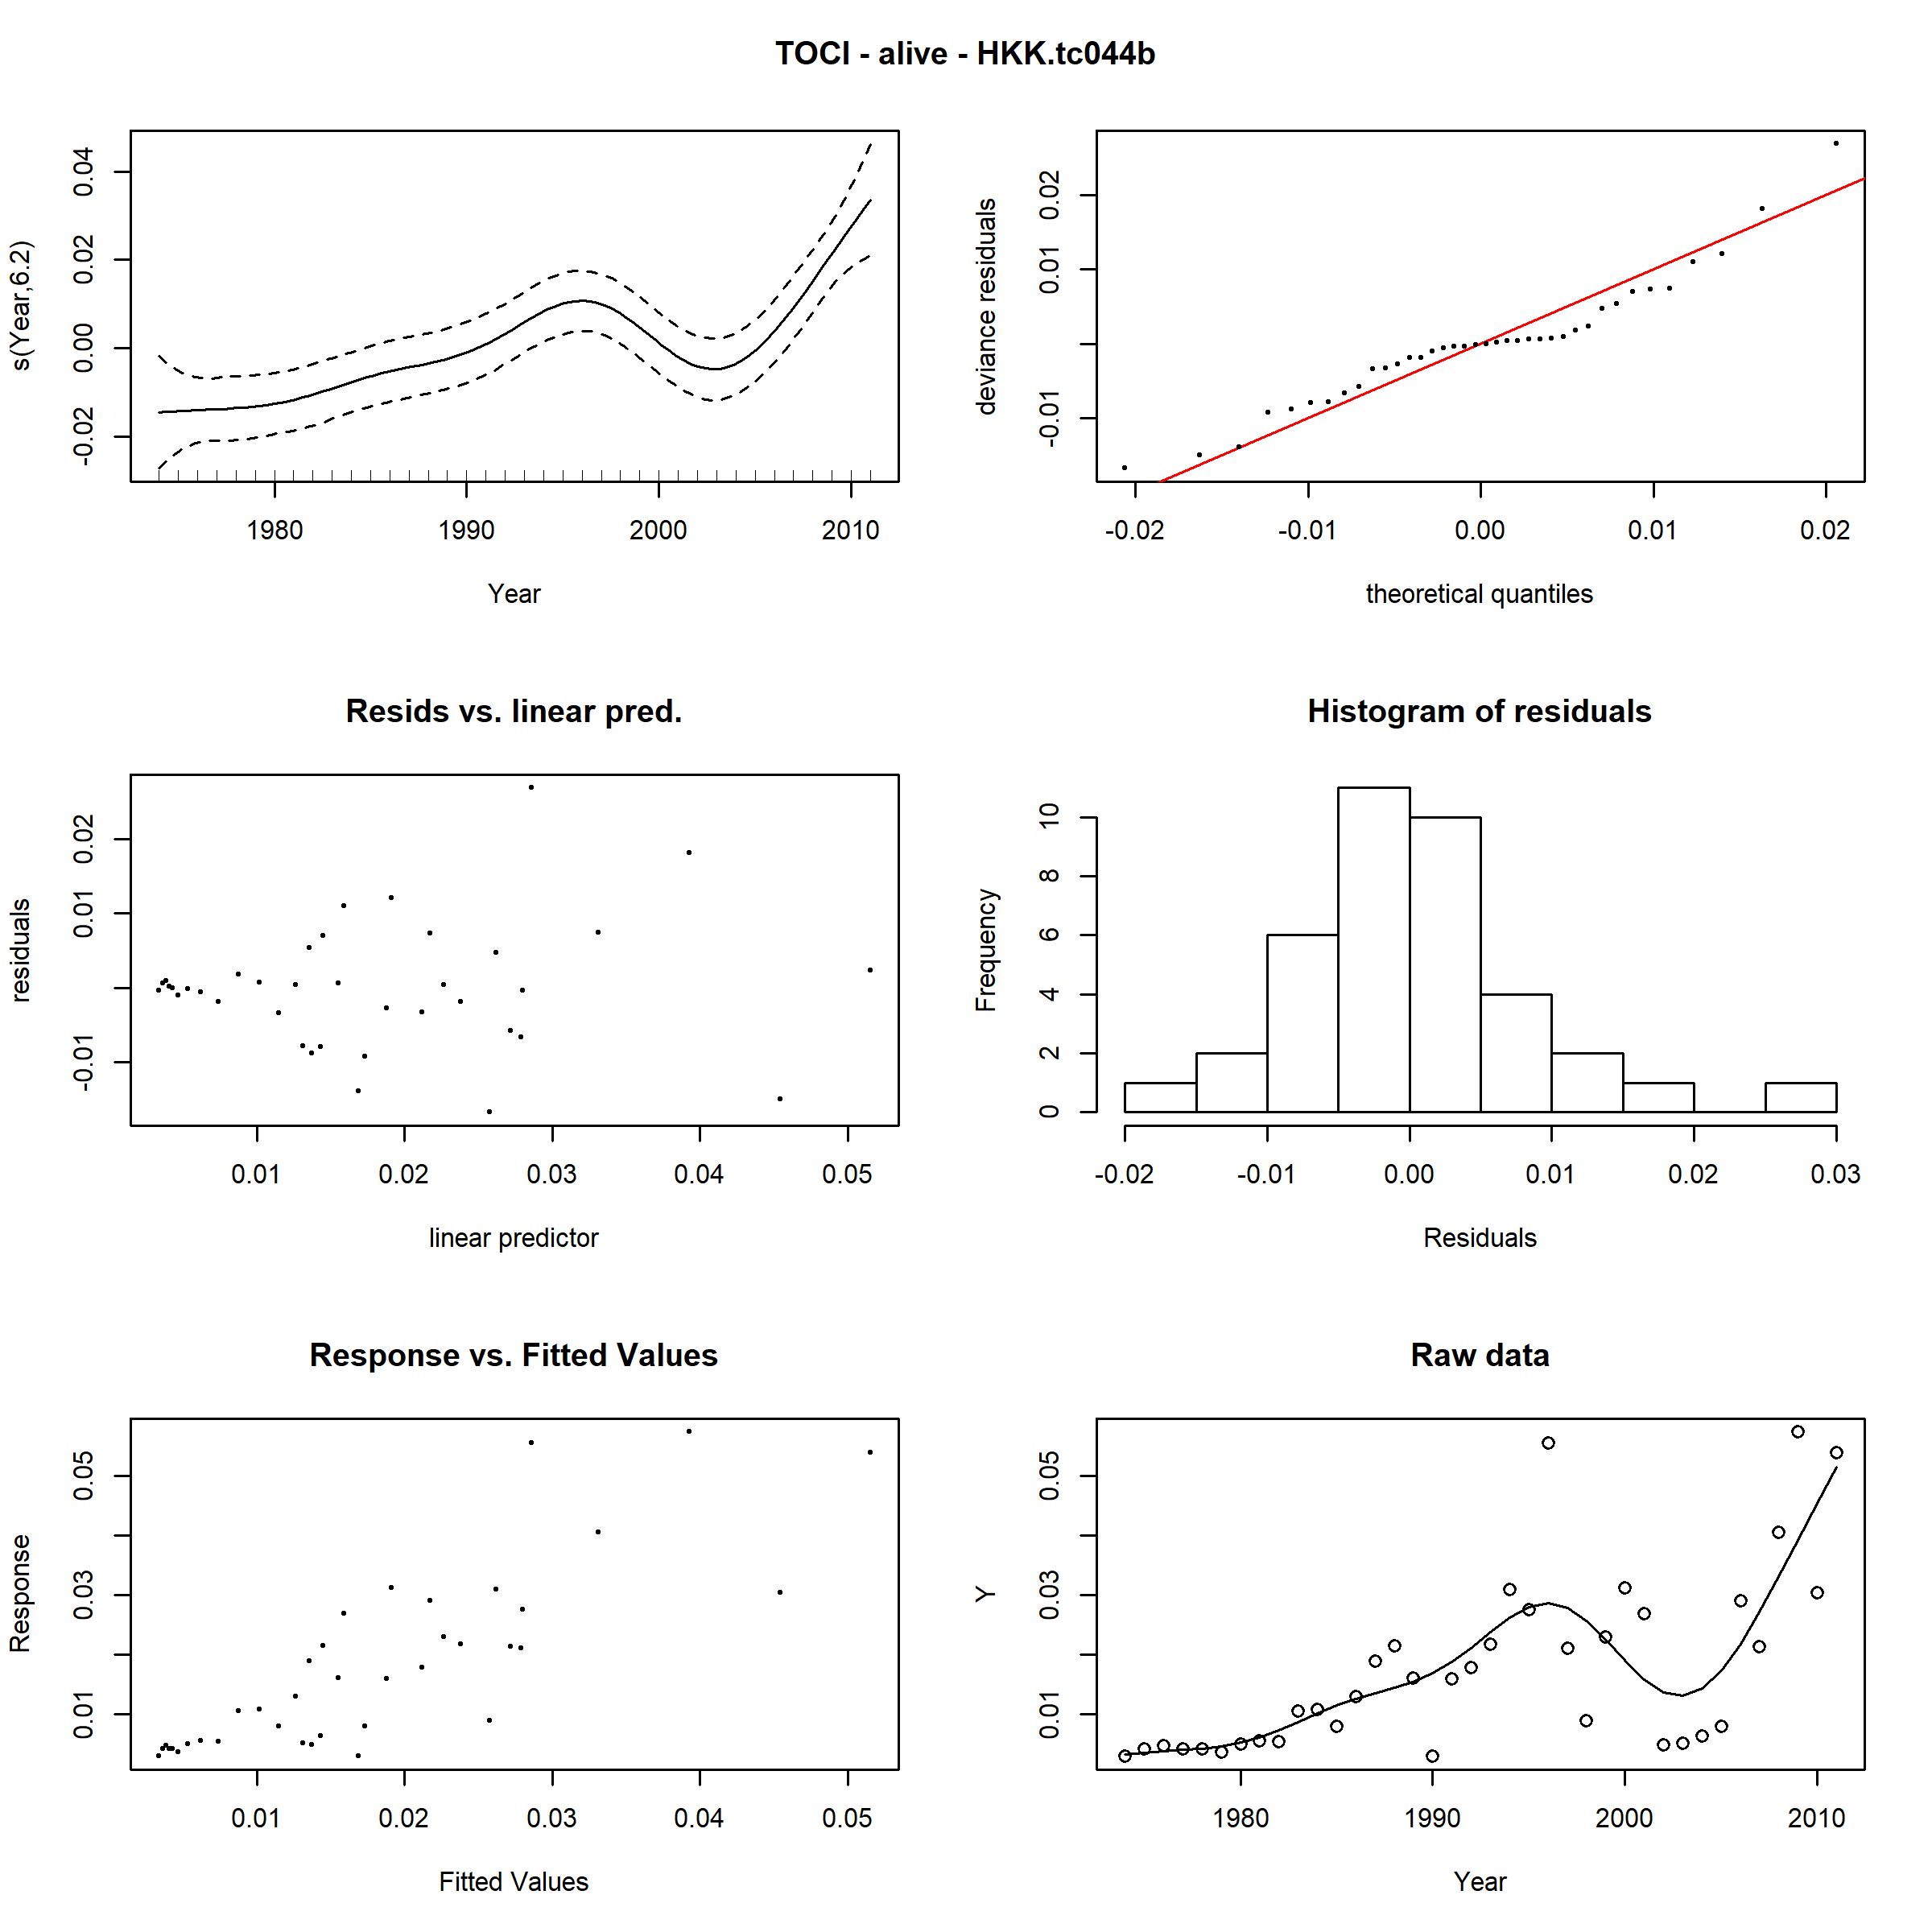 TOCI - alive - HKK.tc044b
s(Year,6.2)
-0.02 0.00 0.02 0.04
1980 1990 2000 2010
Year
deviance residuals
-0.01 0.01 0.02
-0.02 -0.01 0.00 0.01 0.02
theoretical quantiles
Resids vs. linear pred.
residuals
-0.01 0.01 0.02
0.01 0.02 0.03 0.04 0.05
linear predictor
Histogram of residuals
Frequency
0 2 4 6 8 10
-0.02 -0.01 0.00 0.01 0.02 0.03
Residuals
Response vs. Fitted Values
Response
0.01 0.03 0.05
0.01 0.02 0.03 0.04 0.05
Fitted Values
Raw data
Y
0.01 0.03 0.05
1980 1990 2000 2010
Year